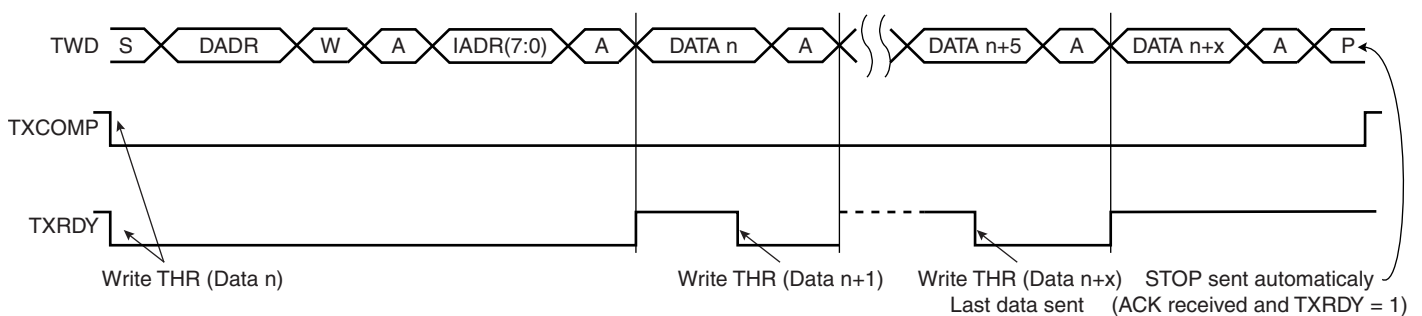 TWD S DADR W A IADR(7:0) A DATA n A DATA n+5 A DATA n+x A P
TXCOMP
TXRDY
Write THR (Data n) Write THR (Data n+1) Write THR (Data n+x) STOP sent automaticaly
Last data sent (ACK received and TXRDY = 1)